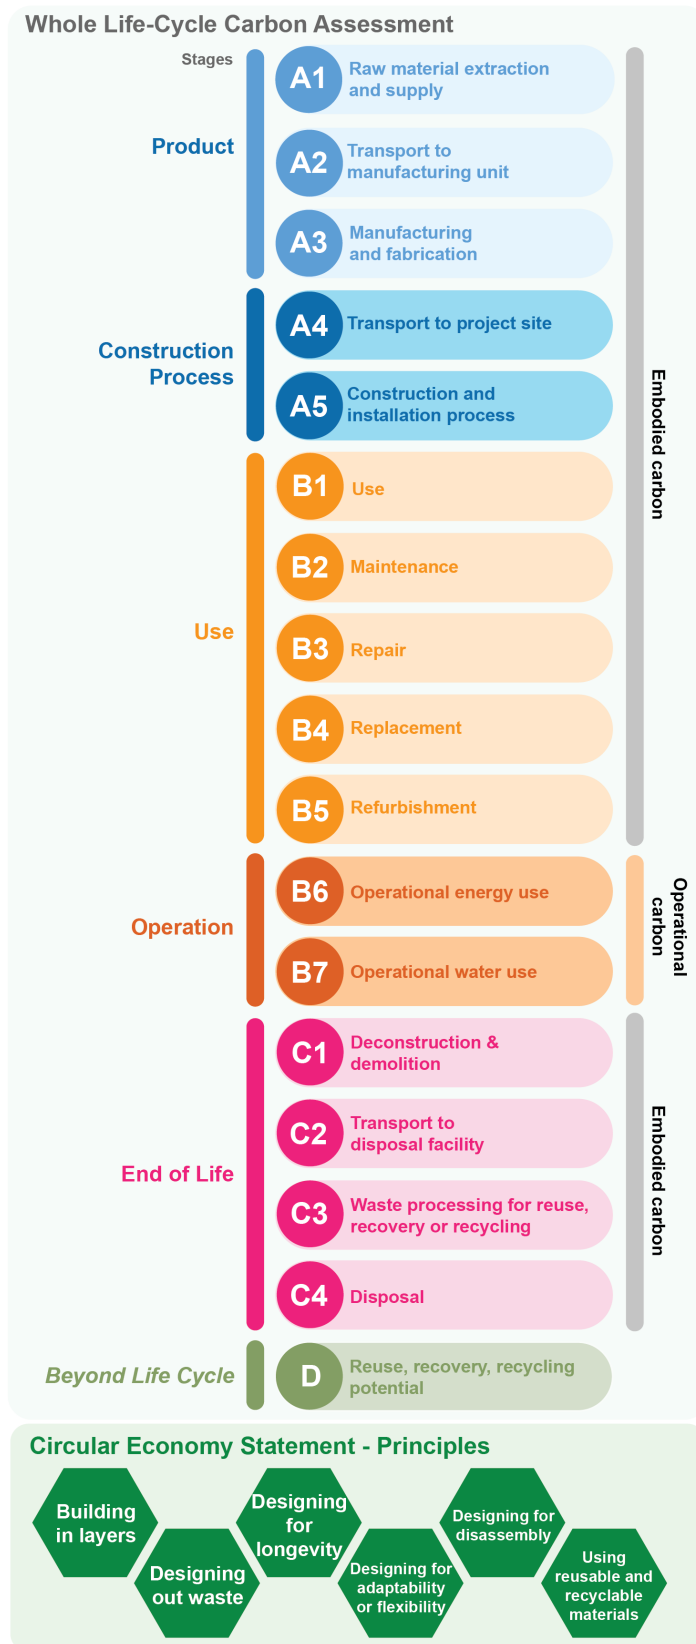 Whole Life-Cycle Carbon Assessment
Stages
Product
A1
Raw material extraction
and supply
A2
Transport to
manufacturing unit
A3
Manufacturing
and fabrication
Construction
Process
A4
Transport to project site
A5
Construction and
installation process
Embodied carbon
Use
B1
Use
B2
Maintenance
B3
Repair
B4
Replacement
B5
Refurbishment
Operation
B6
Operational energy use
B7
Operational water use
Operational
carbon
End of Life
C1
Deconstruction &
demolition
C2
Transport to
disposal facility
C3
Waste processing for reuse,
recovery or recycling
C4
Disposal
Embodied carbon
Beyond Life Cycle
D
Reuse, recovery, recycling
potential
Circular Economy Statement - Principles
Building
in layers
Designing
out waste
Designing
for
longevity
Designing for
adaptability
or flexibility
Designing for
disassembly
Using
reusable and
recyclable
materials